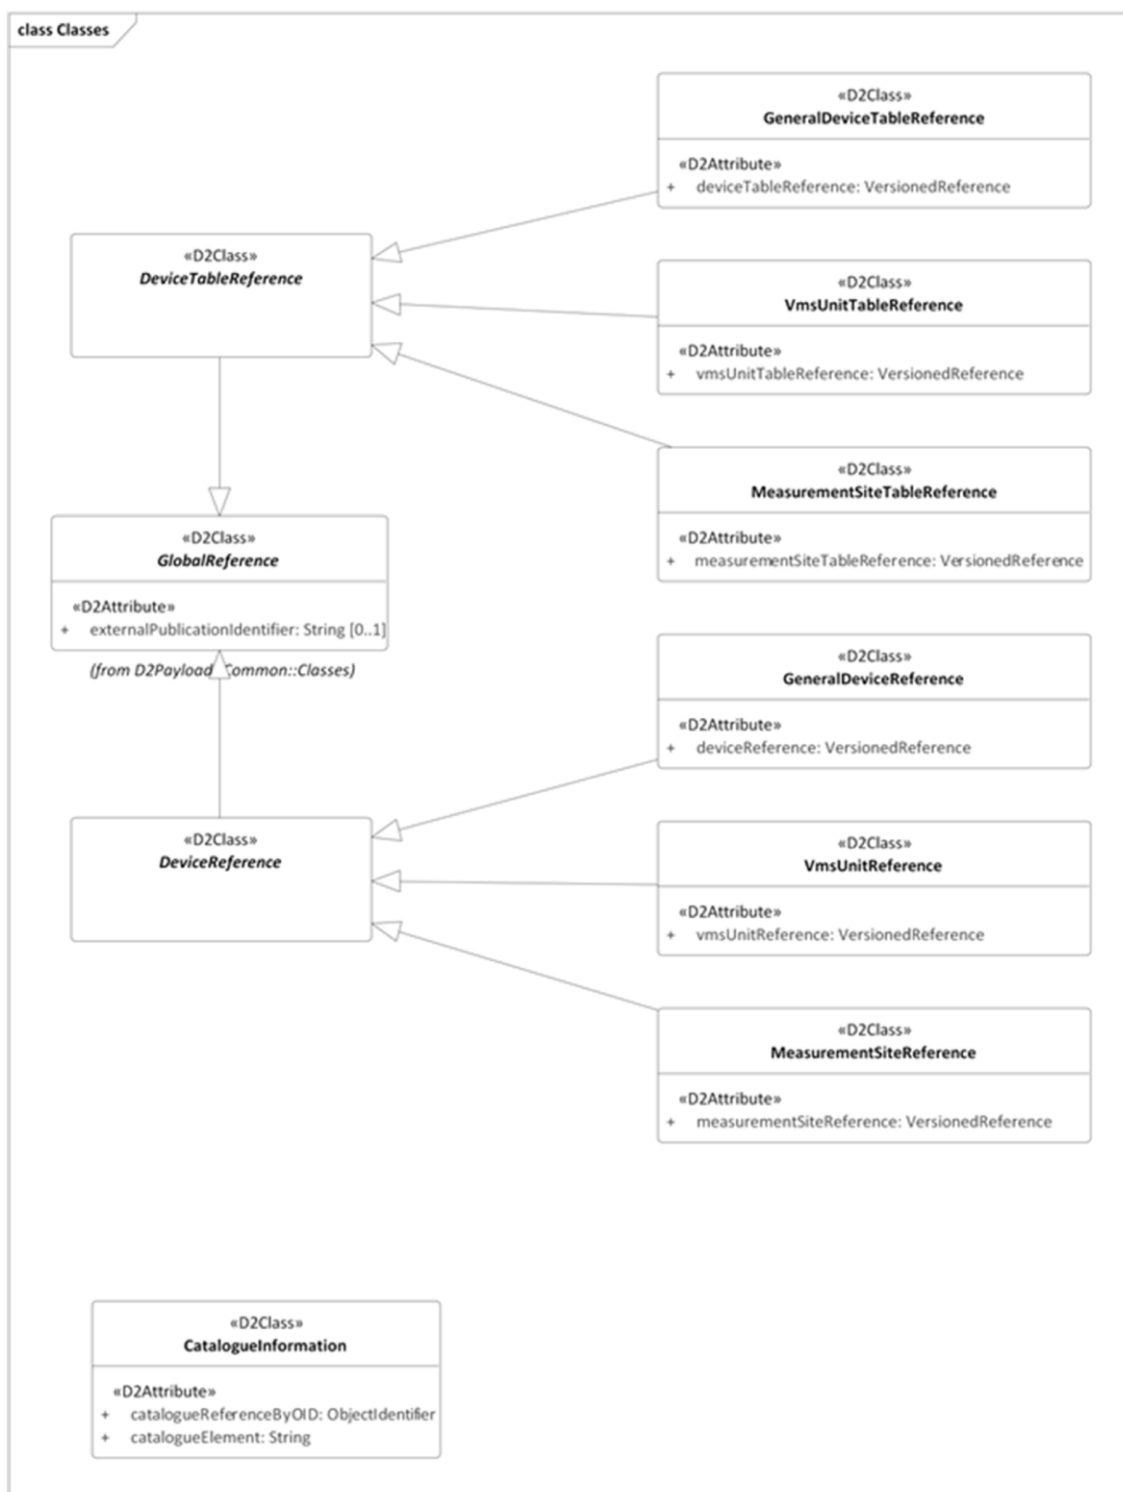 class Classes
«D2Class»
GeneralDeviceTableReference
«D2Attribute»
+ deviceTableReference: VersionedReference
«D2Class»
DeviceTableReference
«D2Class»
VmsUnitTableReference
«D2Attribute»
+ vmsUnitTableReference: VersionedReference
«D2Class»
MeasurementSiteTableReference
«D2Attribute»
+ measurementSiteTableReference: VersionedReference
«D2Class»
GlobalReference
«D2Attribute»
+ externalPublicationIdentifier: String [0..1]
(from D2Payload Common::Classes)
«D2Class»
GeneralDeviceReference
«D2Attribute»
+ deviceReference: VersionedReference
«D2Class»
DeviceReference
«D2Class»
VmsUnitReference
«D2Attribute»
+ vmsUnitReference: VersionedReference
«D2Class»
MeasurementSiteReference
«D2Attribute»
+ measurementSiteReference: VersionedReference
«D2Class»
CatalogueInformation
«D2Attribute»
+ catalogueReferenceByOID: ObjectIdentifier
+ catalogueElement: String